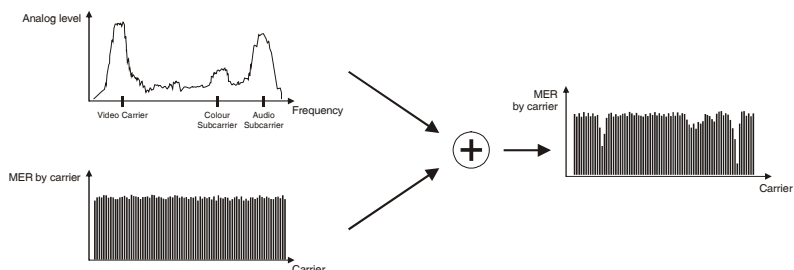 Analog level
Frequency
Video Carrier
Colour
Subcarrier
Audio
Subcarrier
MER by carrier
Carrier
MER
by carrier
Carrier